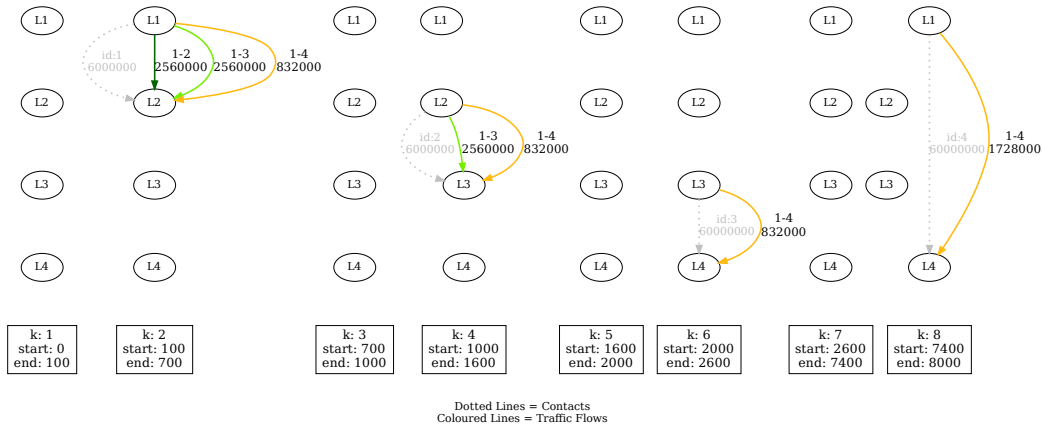 L1 L1 L1 L1 L1 L1 L1 L1
id:1 1-2 1-3 1-4
6000000 2560000 2560000 832000
L2 L2 L2 L2 L2 L2 L2 L2
id:2 1-3 1-4
6000000 2560000 832000
id:4 1-4
60000000 1728000
L3 L3 L3 L3 L3 L3 L3 L3
id:3 1-4
60000000 832000
L4 L4 L4 L4 L4 L4 L4 L4
k: 1
start: 0
end: 100
k: 2
start: 100
end: 700
k: 3
start: 700
end: 1000
k: 4
start: 1000
end: 1600
k: 5
start: 1600
end: 2000
k: 6
start: 2000
end: 2600
k: 7
start: 2600
end: 7400
k: 8
start: 7400
end: 8000
Dotted Lines = Contacts
Coloured Lines = Traffic Flows